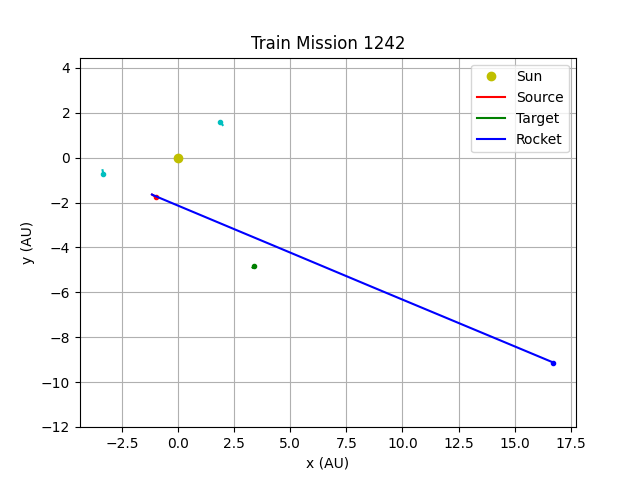 Train Mission 1242
Sun
Source
Target
Rocket
4
2
0
−2
−4
−6
−8
−10
−12
y (AU)
−2.5 0.0 2.5 5.0 7.5 10.0 12.5 15.0 17.5
x (AU)